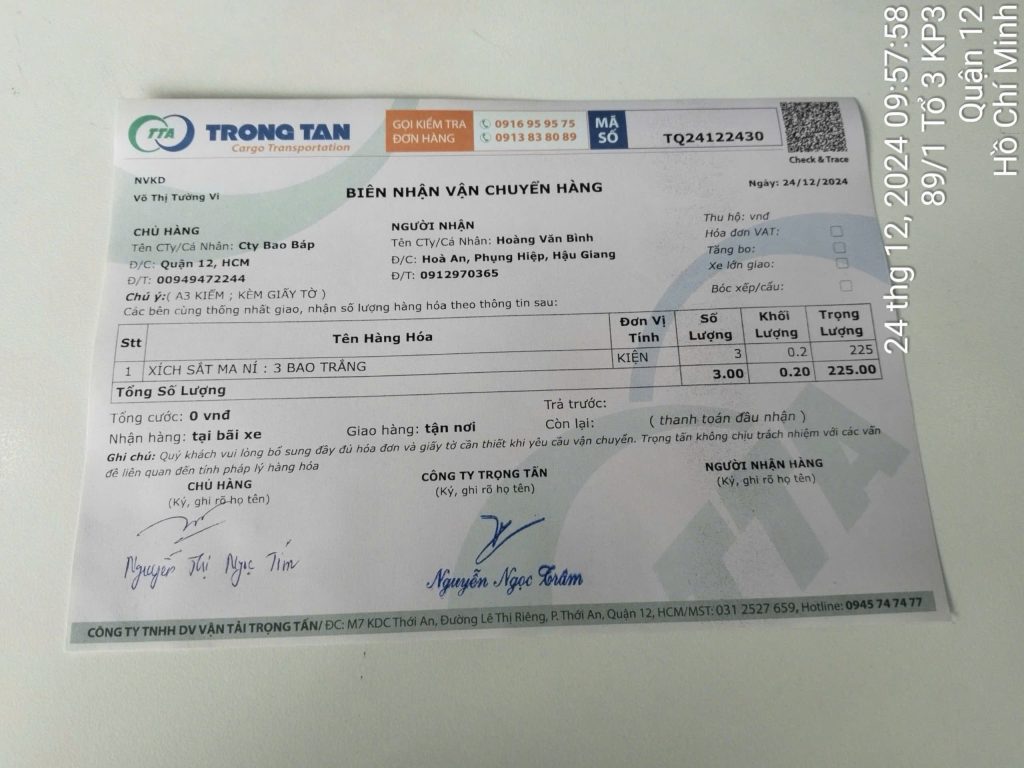 TTA TRONG TAN
Cargo Transportation
GỌI KIỂM TRA
ĐƠN HÀNG
0916 95 95 75
0913 83 80 89
MÃ SỐ
TQ24122430
Check & Trace
NVKD
Võ Thị Tường Vi
BIÊN NHẬN VẬN CHUYỂN HÀNG
Ngày: 24/12/2024
CHỦ HÀNG
Tên CTy/Cá Nhân: Cty Bao Báp
Đ/C: Quận 12, HCM
Đ/T: 00949472244
NGƯỜI NHẬN
Tên CTy/Cá Nhân: Hoàng Văn Bình
Đ/C: Hoà An, Phụng Hiệp, Hậu Giang
Đ/T: 0912970365
Thu hộ: vnđ
Hóa đơn VAT:
Tăng bo:
Xe lớn giao:
Bóc xếp/cẩu:
Chú ý:( A3 KIẾM ; KÈM GIẤY TỜ )
Các bên cùng thống nhất giao, nhận số lượng hàng hóa theo thông tin sau:
Stt Tên Hàng Hóa Đơn Vị Tính Số Lượng Khối Lượng Trọng Lượng
1 XÍCH SẮT MA NÍ : 3 BAO TRẮNG KIỆN 3 0.2 225
Tổng Số Lượng 3.00 0.20 225.00
Tổng cước: 0 vnđ
Trả trước:
Nhận hàng: tại bãi xe
Giao hàng: tận nơi
Còn lại: ( thanh toán đầu nhận )
Ghi chú: Quý khách vui lòng bổ sung đầy đủ hóa đơn và giấy tờ cần thiết khi yêu cầu vận chuyển. Trọng tấn không chịu trách nhiệm với các vấn
đề liên quan đến tính pháp lý hàng hóa
CHỦ HÀNG
(Ký, ghi rõ họ tên)
CÔNG TY TRỌNG TẤN
(Ký, ghi rõ họ tên)
NGƯỜI NHẬN HÀNG
(Ký, ghi rõ họ tên)
Nguyễn Thị Ngọc Tím
Nguyễn Ngọc Trâm
TTA
CÔNG TY TNHH DV VẬN TẢI TRỌNG TẤN/ ĐC: M7 KDC Thới An, Đường Lê Thị Riêng, P. Thới An, Quận 12, HCM/MST: 031 2527 659, Hotline: 0945 74 74 77
24 thg 12, 2024 09:57:58
89/1 Tổ 3 KP3
Quận 12
Hồ Chí Minh